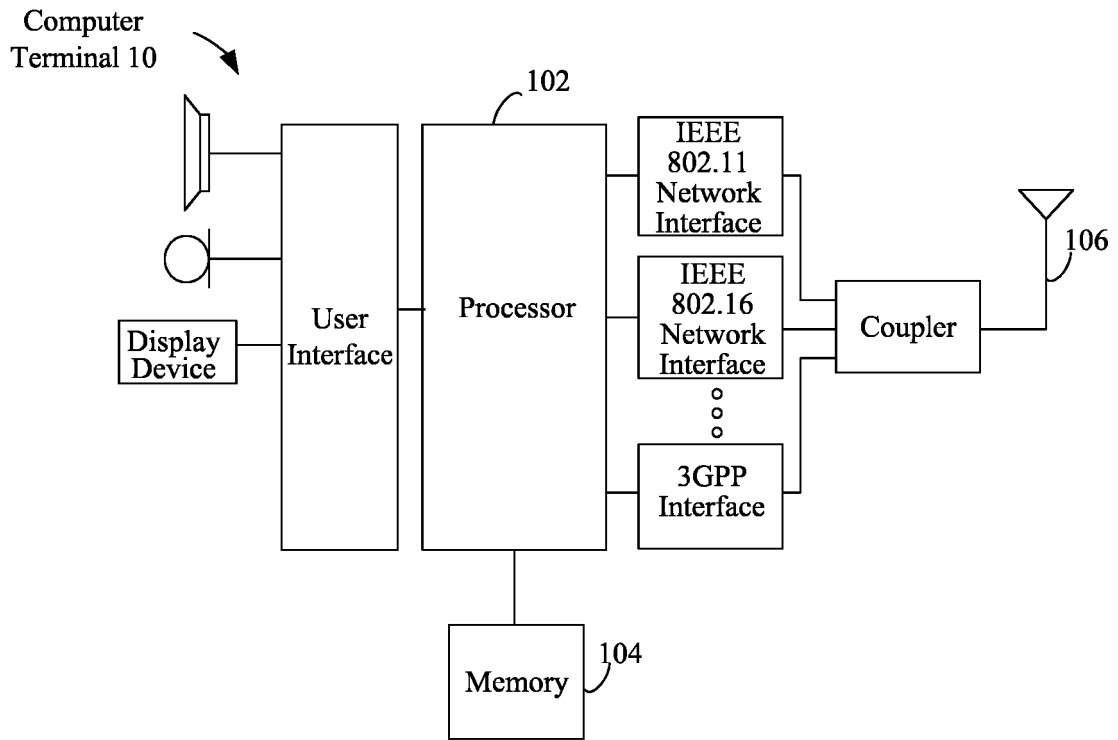 Computer
Terminal 10
102
IEEE
802.11
Network
Interface
106
IEEE
802.16
Network
Interface
Processor
Coupler
User
Interface
Display
Device
3GPP
Interface
104
Memory